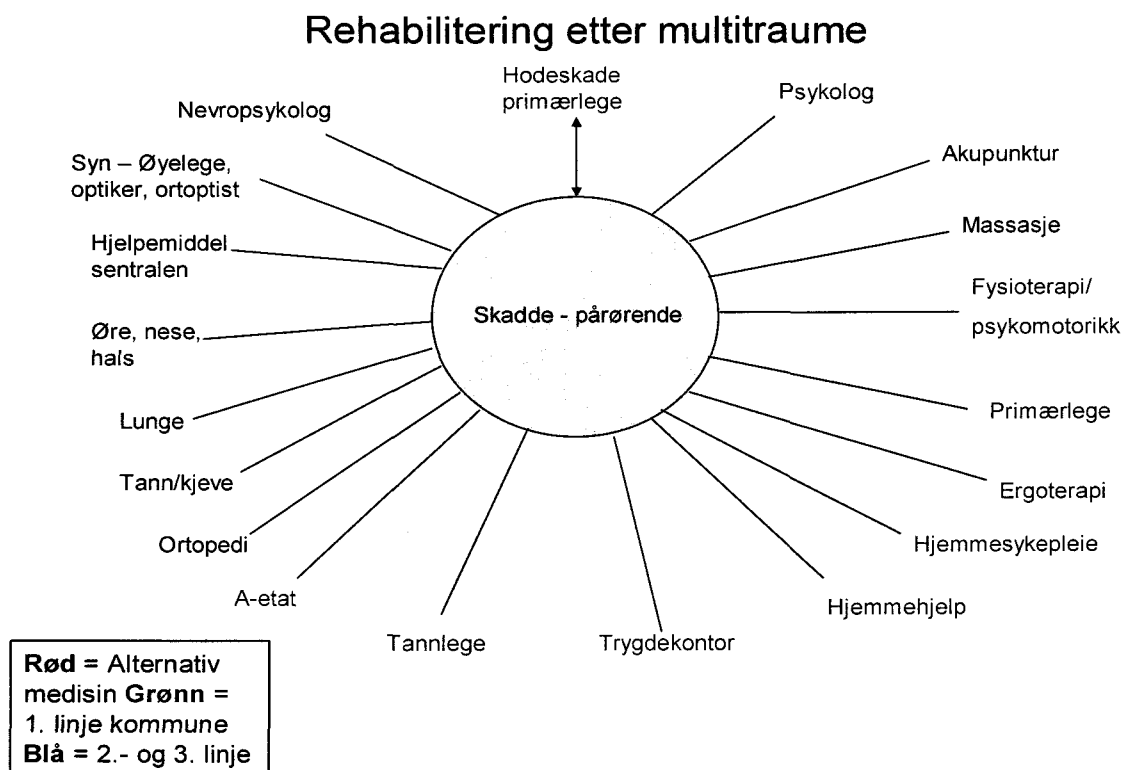 Rehabilitering etter multitraume
Hodeskade
primærlege
Psykolog
Nevropsykolog
Akupunktur
Syn – Øyelege,
optiker, ortoptist
Massasje
Hjelpemiddel
sentralen
Fysioterapi/
psykomotorikk
Skadde - pårørende
Øre, nese,
hals
Primærlege
Lunge
Ergoterapi
Tann/kjeve
Hjemmesykepleie
Ortopedi
A-etat
Hjemmehjelp
Tannlege
Trygdekontor
Rød = Alternativ
medisin Grønn =
1. linje kommune
Blå = 2.- og 3. linje